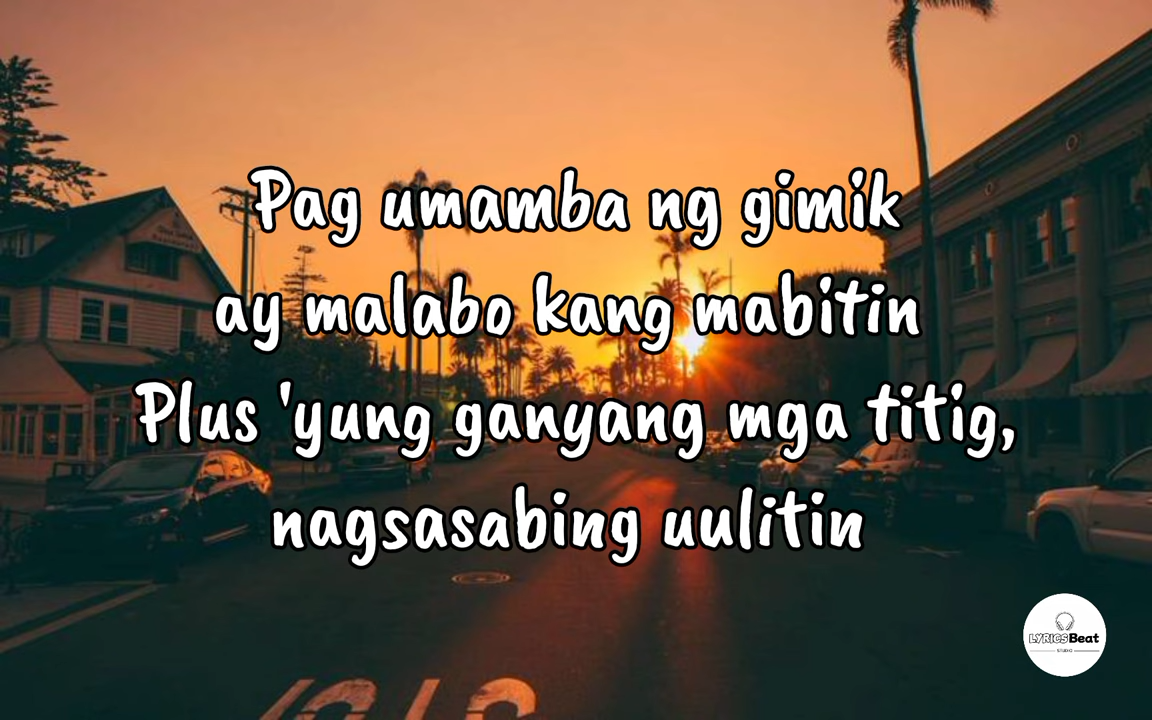 Pag umamba ng gimik
ay malabo kang mabitin
Plus 'yung ganyang mga titig,
nagsasabing uulitin
LYRICSBeat
STUDIO